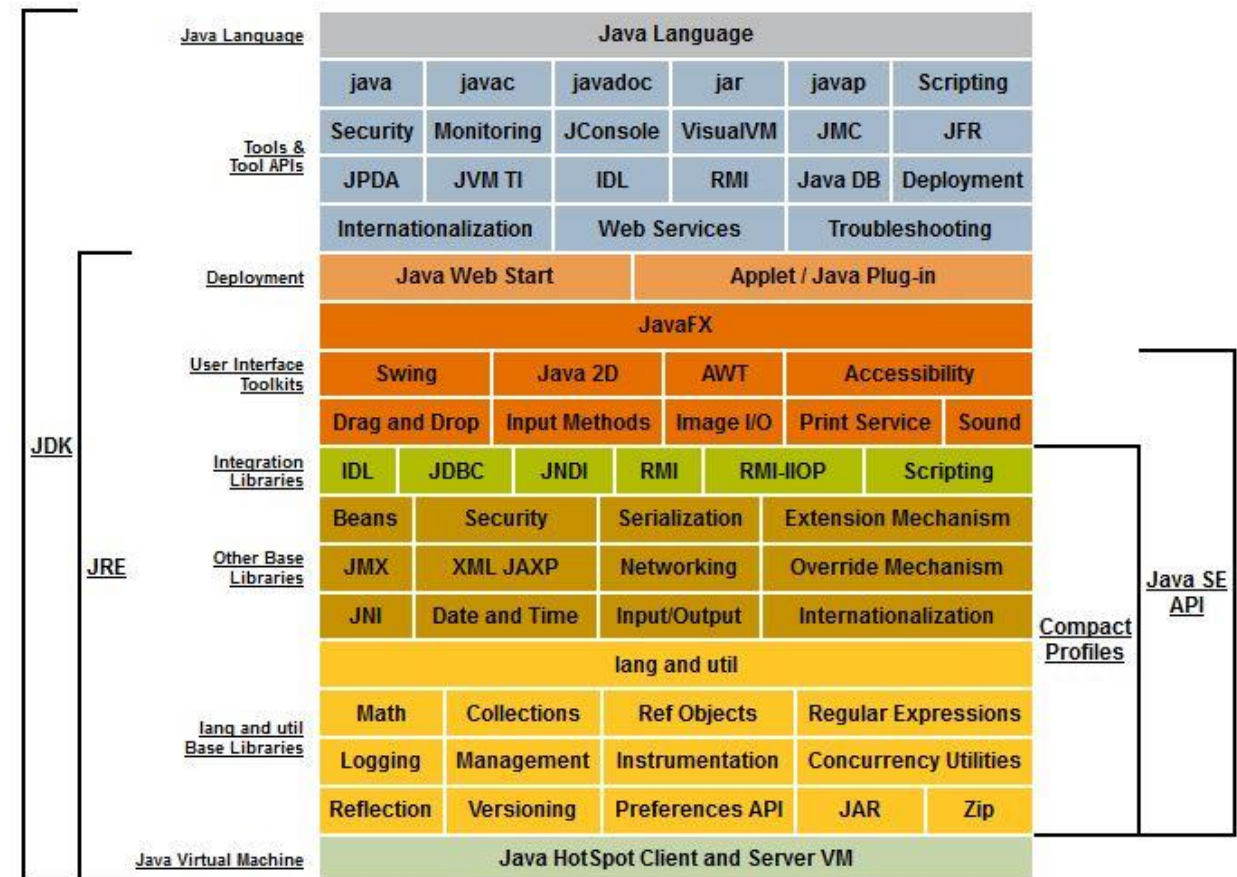 Java Language Java Language
java javac javadoc jar javap Scripting
Security Monitoring JConsole VisualVM JMC JFR
Tools &
Tool APIs
JPDA JVM TI IDL RMI Java DB Deployment
Internationalization Web Services Troubleshooting
Deployment Java Web Start Applet / Java Plug-in
JavaFX
User Interface
Toolkits
Swing Java 2D AWT Accessibility
Drag and Drop Input Methods Image I/O Print Service Sound
JDK
Integration
Libraries
IDL JDBC JNDI RMI RMI-IIOP Scripting
Beans Security Serialization Extension Mechanism
JRE
Other Base
Libraries
JMX XML JAXP Networking Override Mechanism
Java SE
API
JNI Date and Time Input/Output Internationalization
Compact
Profiles
lang and util
Math Collections Ref Objects Regular Expressions
lang and util
Base Libraries
Logging Management Instrumentation Concurrency Utilities
Reflection Versioning Preferences API JAR Zip
Java Virtual Machine Java HotSpot Client and Server VM